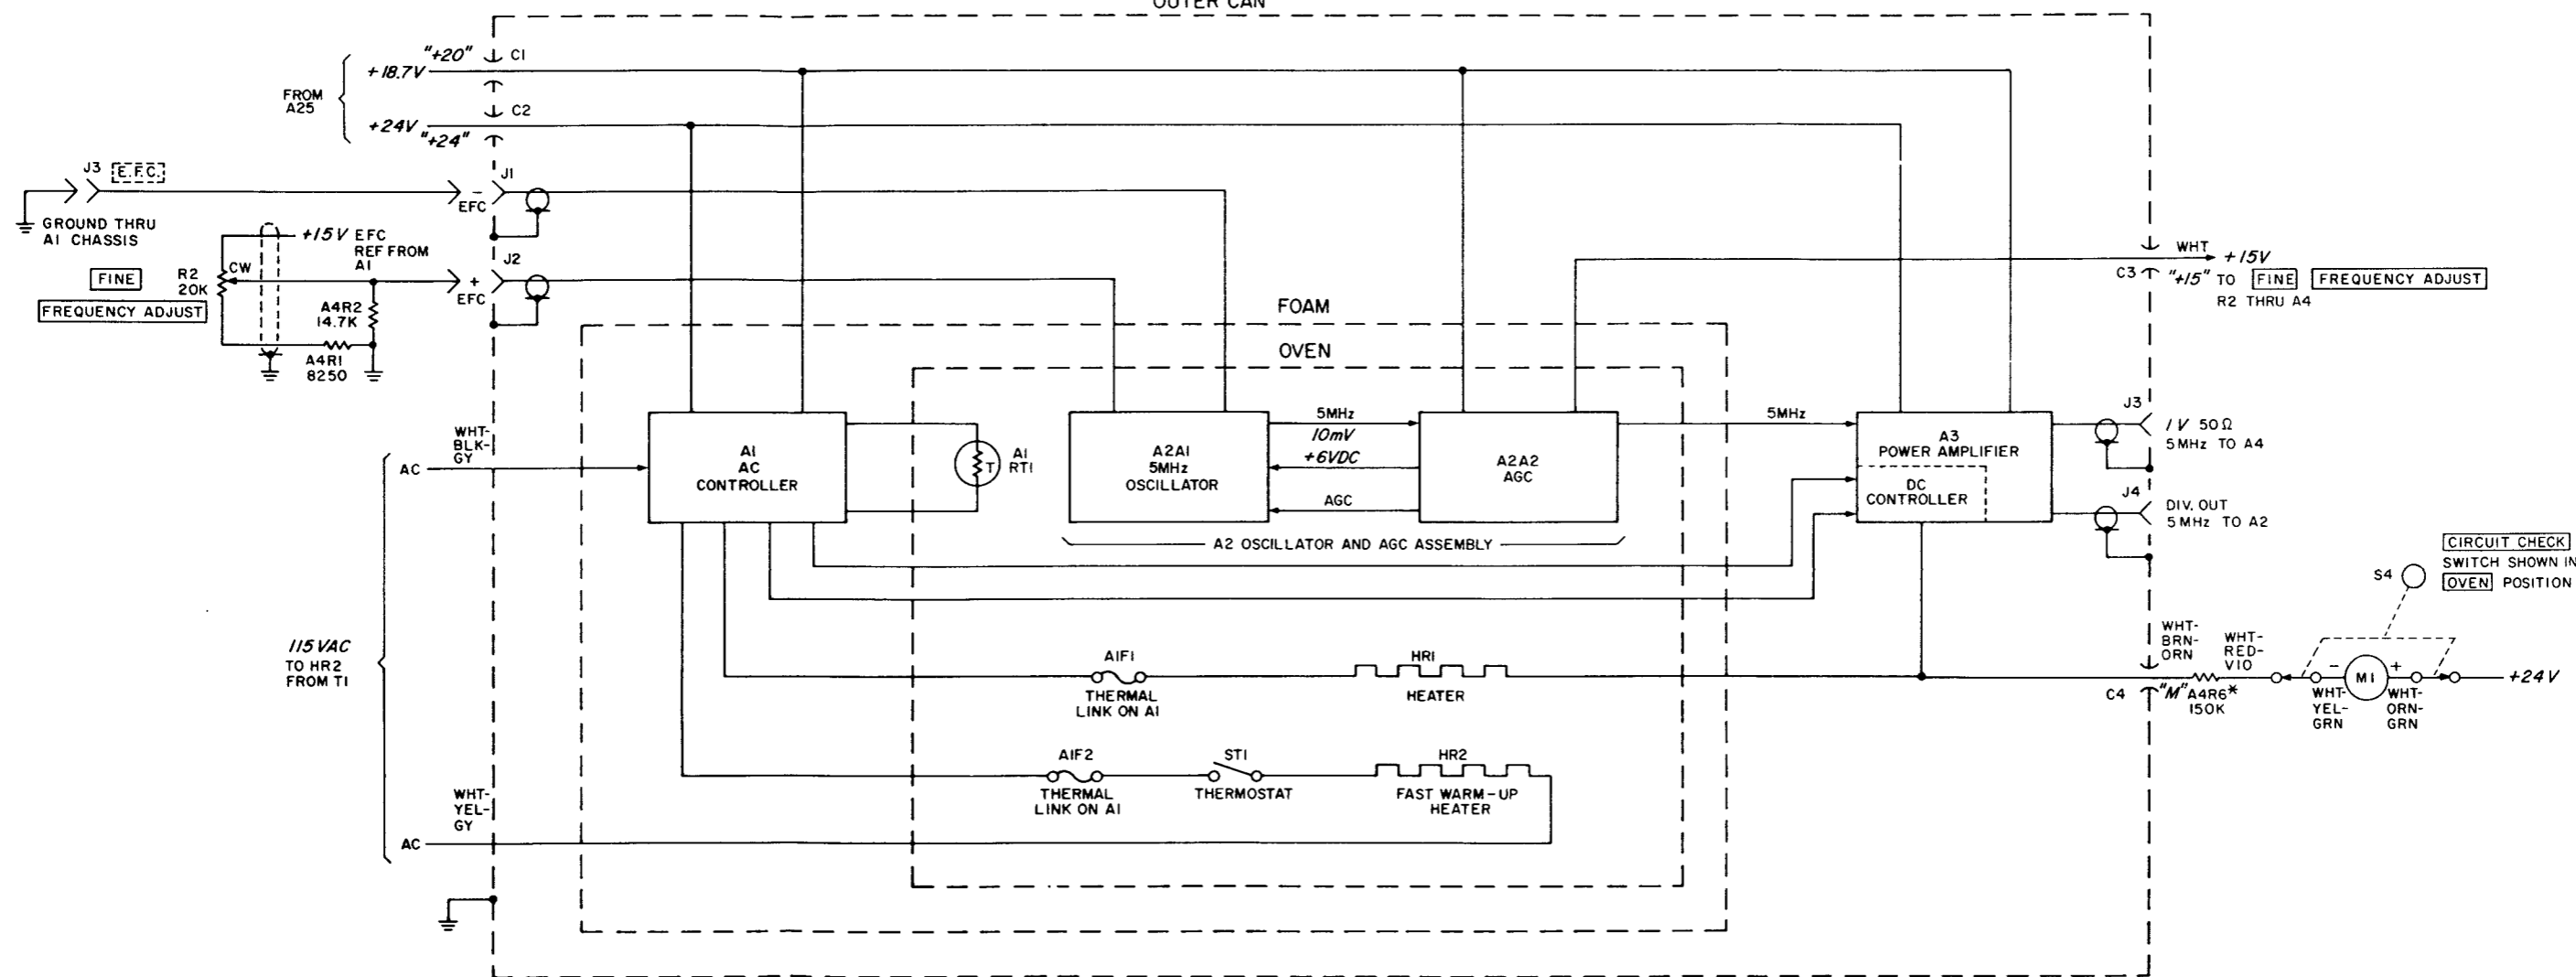 OUTER CAN
"+20"
C1
+18.7V
FROM
A25
C2
+24V
"+24"
J3 E.F.C.
J1
-
EFC
GROUND THRU
A1 CHASSIS
+15V EFC
REF FROM
A1
J2
FINE
R2
20K
CW
+
EFC
FREQUENCY ADJUST
A4R2
14.7K
A4R1
8250
WHT
+15V
C3
"+15" TO FINE FREQUENCY ADJUST
R2 THRU A4
FOAM
OVEN
WHT-
BLK-
GY
AC
A1
AC
CONTROLLER
T
A1
RT1
A2A1
5MHz
OSCILLATOR
5MHz
10mV
+6VDC
AGC
A2A2
AGC
A2 OSCILLATOR AND AGC ASSEMBLY
5MHz
A3
POWER AMPLIFIER
DC
CONTROLLER
J3
1V 50Ω
5MHz TO A4
J4
DIV. OUT
5MHz TO A2
CIRCUIT CHECK
SWITCH SHOWN IN
OVEN POSITION
S4
115VAC
TO HR2
FROM T1
A1F1
THERMAL
LINK ON A1
HR1
HEATER
WHT-
BRN-
ORN
WHT-
RED-
VIO
C4
"M"
A4R6*
150K
-
M1
+
+24V
WHT-
YEL-
GRN
WHT-
ORN-
GRN
A1F2
THERMAL
LINK ON A1
ST1
THERMOSTAT
HR2
FAST WARM-UP
HEATER
WHT-
YEL-
GY
AC